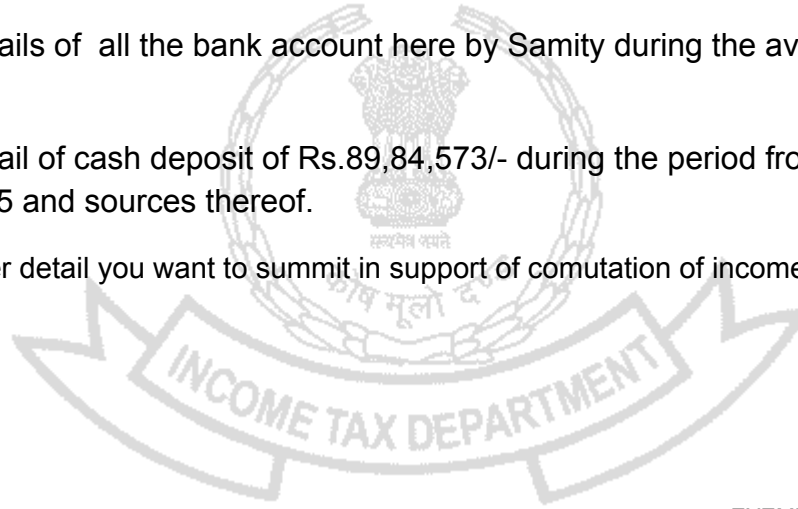 ails of all the bank account here by Samity during the av
ail of cash deposit of Rs.89,84,573/- during the period fro
5 and sources thereof.
सत्यमेव जयते
er detail you want to summit in support of comutation of income
कोष मूलो दण्ड
INCOME TAX DEPARTMENT